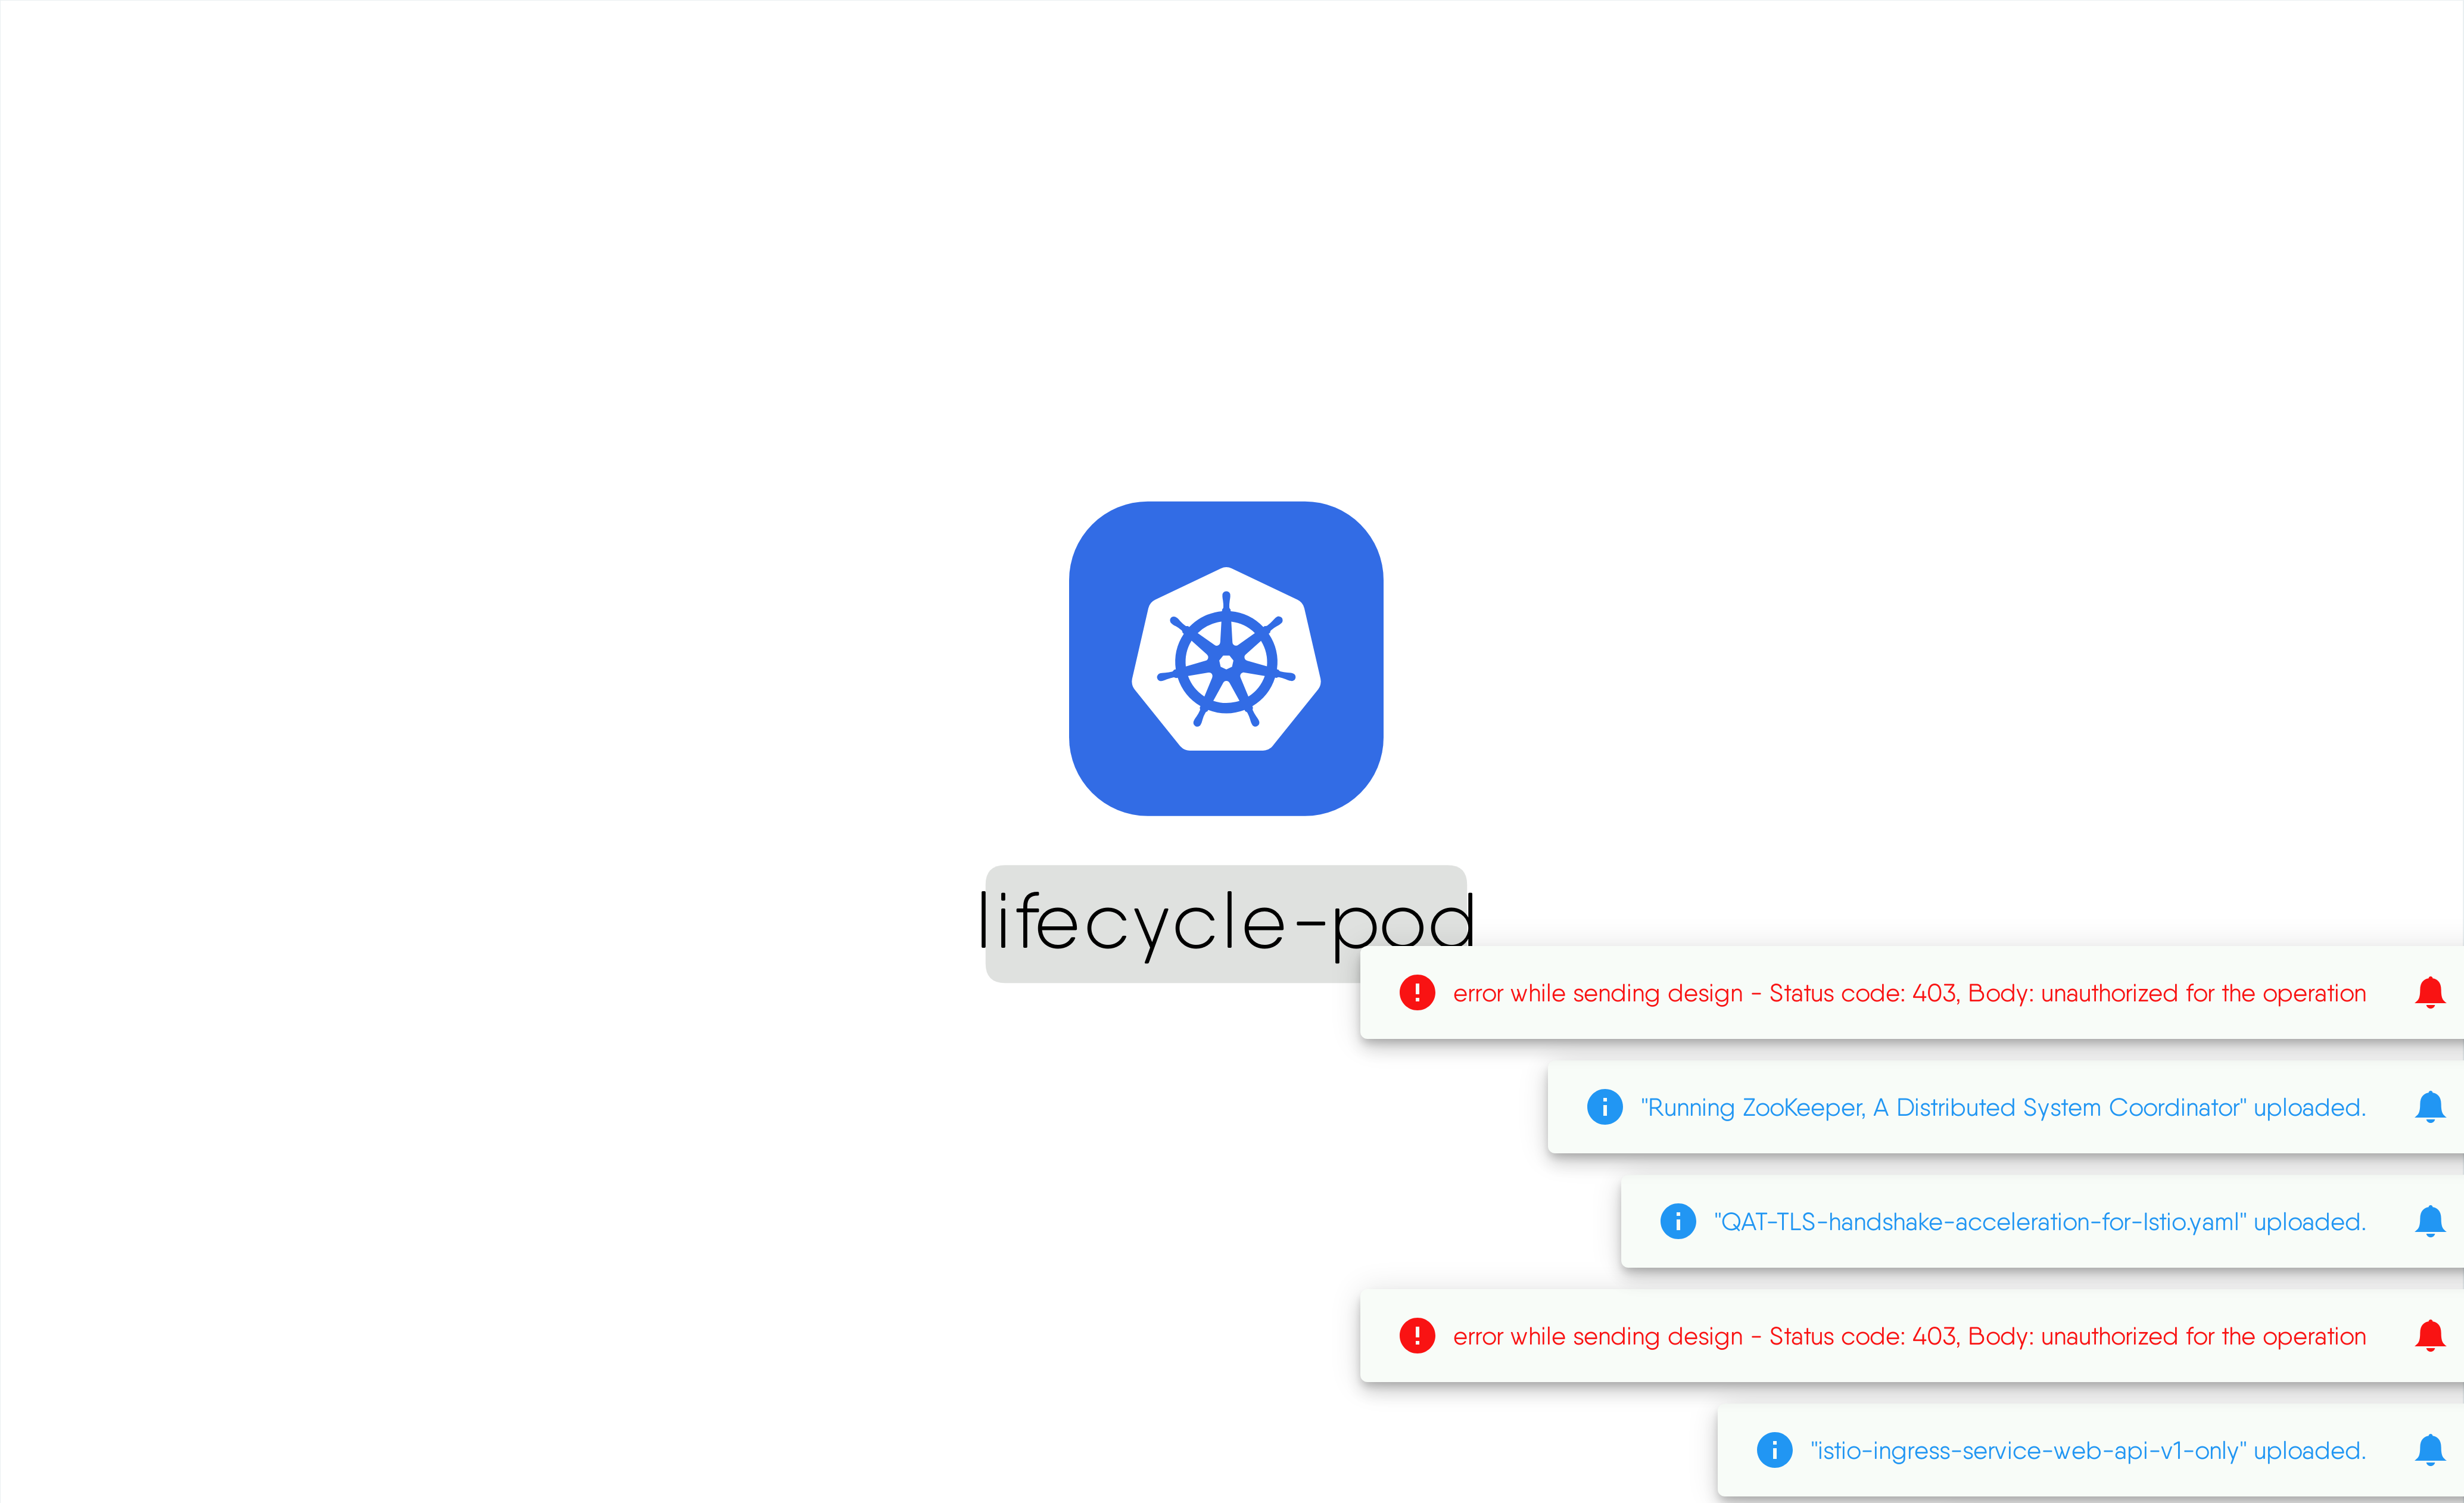 lifecycle-pod
error while sending design - Status code: 403, Body: unauthorized for the operation
"Running ZooKeeper, A Distributed System Coordinator" uploaded.
"QAT-TLS-handshake-acceleration-for-Istio.yaml" uploaded.
error while sending design - Status code: 403, Body: unauthorized for the operation
"istio-ingress-service-web-api-v1-only" uploaded.